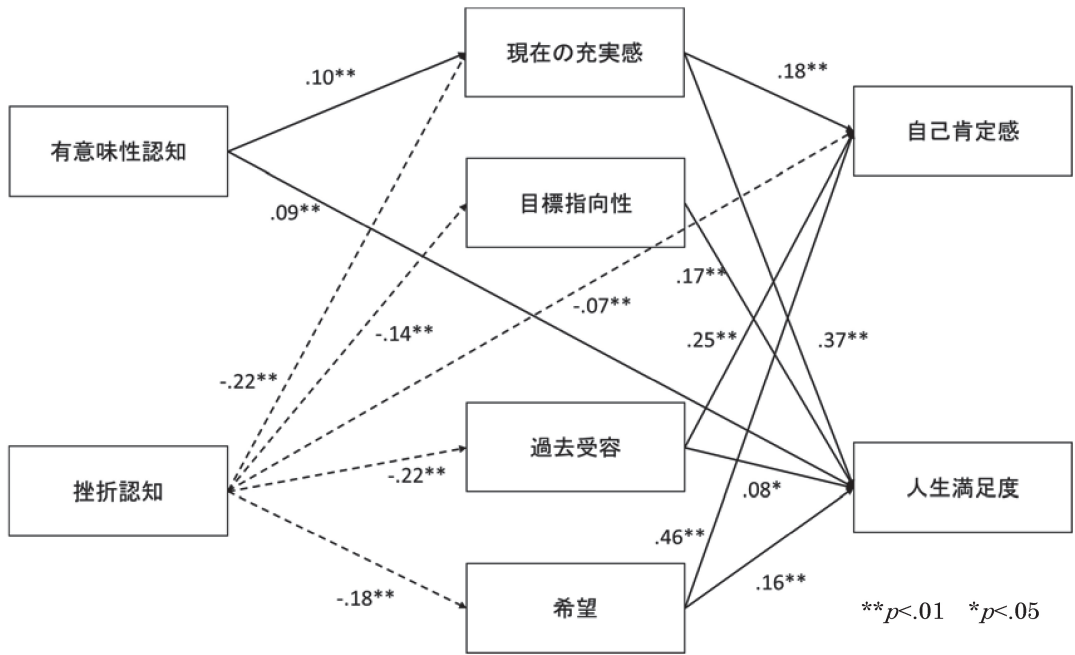 現在の充実感
.10**
.18**
有意味性認知
自己肯定感
目標指向性
.09**
.17**
-.07**
-.14**
.25**
.37**
-.22**
過去受容
-.22**
挫折認知
.08*
人生満足度
.46**
-.18**
希望
.16**
**p<.01 *p<.05